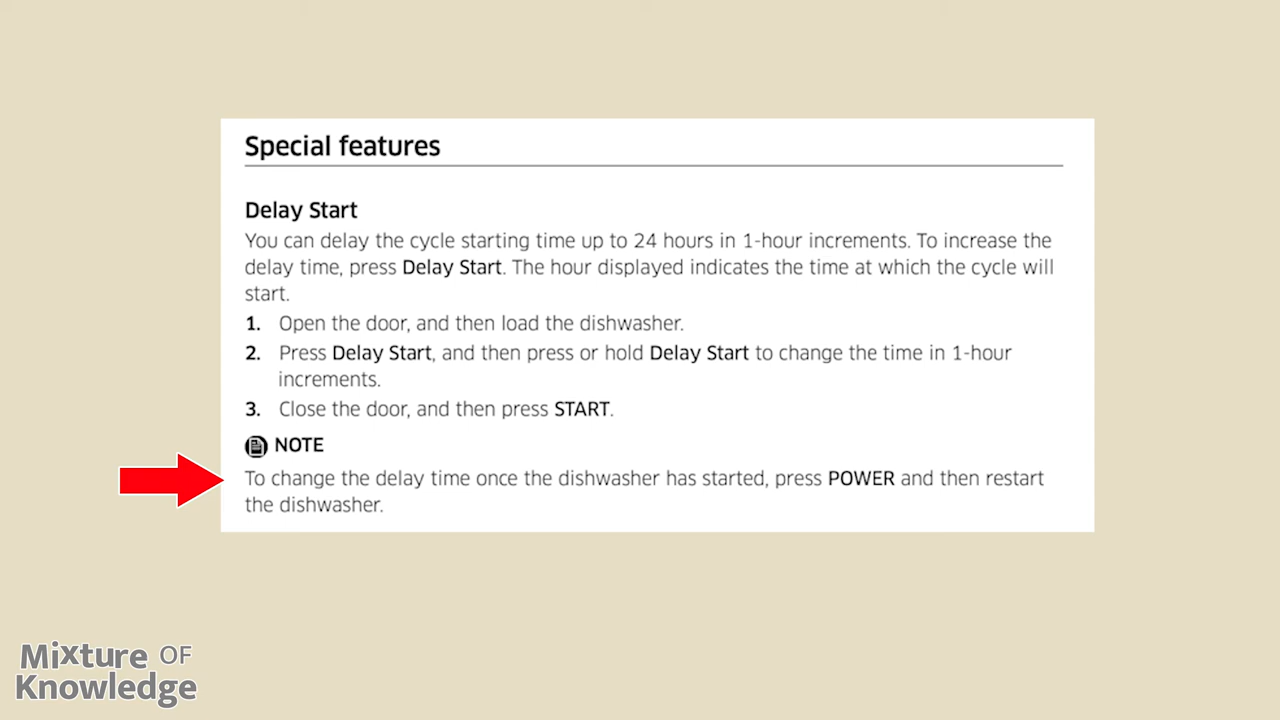 Special features
Delay Start
You can delay the cycle starting time up to 24 hours in 1-hour increments. To increase the
delay time, press Delay Start. The hour displayed indicates the time at which the cycle will
start.
1. Open the door, and then load the dishwasher.
2. Press Delay Start, and then press or hold Delay Start to change the time in 1-hour
increments.
3. Close the door, and then press START.
NOTE
To change the delay time once the dishwasher has started, press POWER and then restart
the dishwasher.
Mixture OF
Knowledge